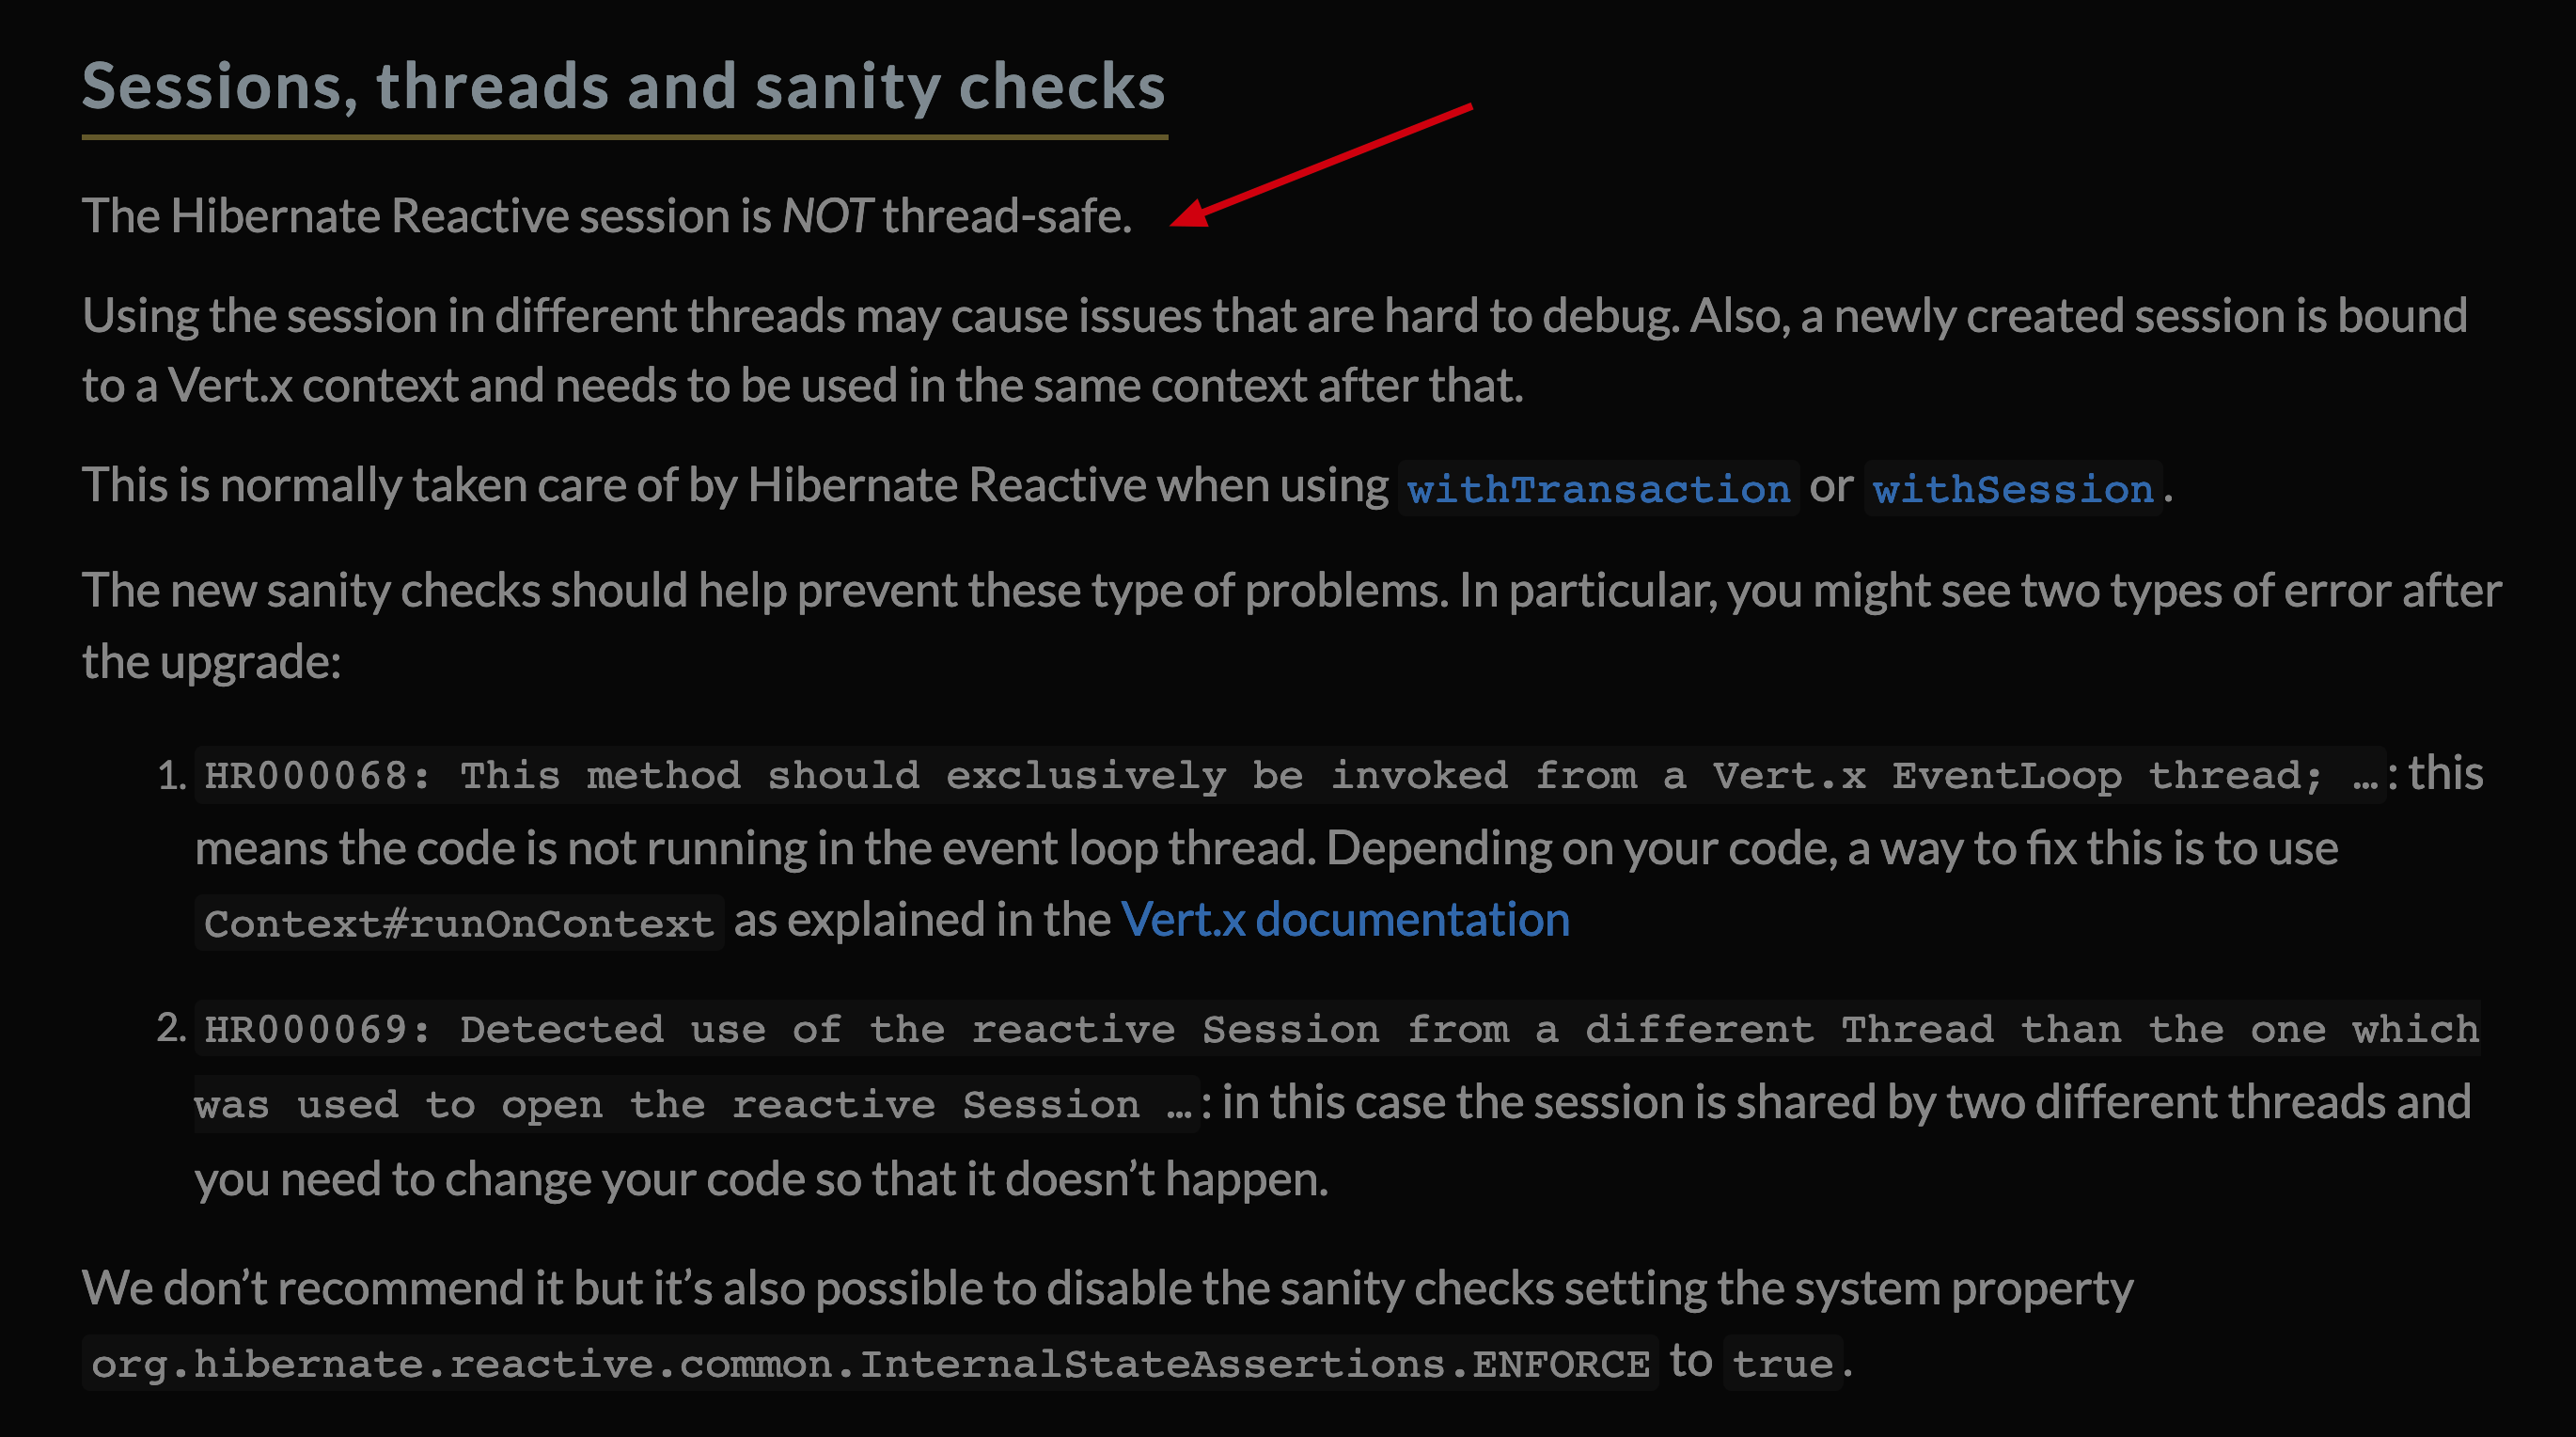 Sessions, threads and sanity checks
The Hibernate Reactive session is NOT thread-safe.
Using the session in different threads may cause issues that are hard to debug. Also, a newly created session is bound
to a Vert.x context and needs to be used in the same context after that.
This is normally taken care of by Hibernate Reactive when using withTransaction or withSession.
The new sanity checks should help prevent these type of problems. In particular, you might see two types of error after
the upgrade:
1. HR000068: This method should exclusively be invoked from a Vert.x EventLoop thread; …: this
means the code is not running in the event loop thread. Depending on your code, a way to fix this is to use
Context#runOnContext as explained in the Vert.x documentation
2. HR000069: Detected use of the reactive Session from a different Thread than the one which
was used to open the reactive Session …: in this case the session is shared by two different threads and
you need to change your code so that it doesn’t happen.
We don’t recommend it but it’s also possible to disable the sanity checks setting the system property
org.hibernate.reactive.common.InternalStateAssertions.ENFORCE to true.